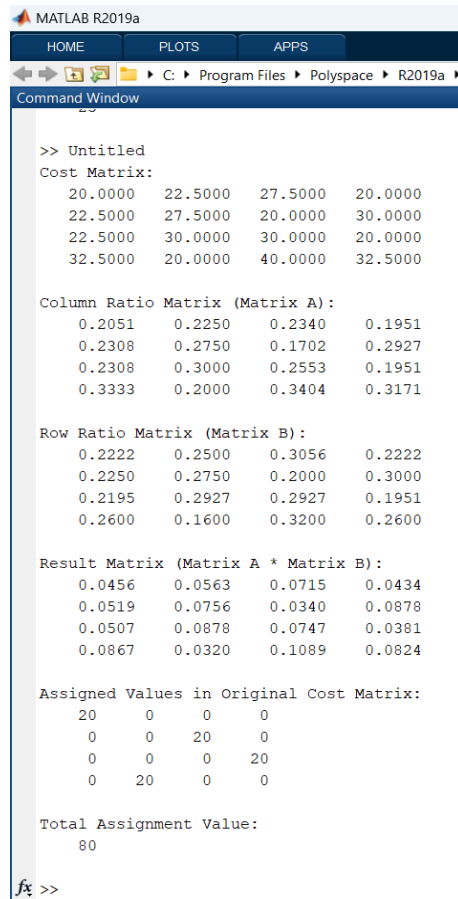 MATLAB R2019a
HOME PLOTS APPS
C: Program Files Polyspace R2019a
Command Window
>> Untitled
Cost Matrix:
20.0000 22.5000 27.5000 20.0000
22.5000 27.5000 20.0000 30.0000
22.5000 30.0000 30.0000 20.0000
32.5000 20.0000 40.0000 32.5000
Column Ratio Matrix (Matrix A):
0.2051 0.2250 0.2340 0.1951
0.2308 0.2750 0.1702 0.2927
0.2308 0.3000 0.2553 0.1951
0.3333 0.2000 0.3404 0.3171
Row Ratio Matrix (Matrix B):
0.2222 0.2500 0.3056 0.2222
0.2250 0.2750 0.2000 0.3000
0.2195 0.2927 0.2927 0.1951
0.2600 0.1600 0.3200 0.2600
Result Matrix (Matrix A * Matrix B):
0.0456 0.0563 0.0715 0.0434
0.0519 0.0756 0.0340 0.0878
0.0507 0.0878 0.0747 0.0381
0.0867 0.0320 0.1089 0.0824
Assigned Values in Original Cost Matrix:
20 0 0 0
0 0 20 0
0 0 0 20
0 20 0 0
Total Assignment Value:
80
fx >>